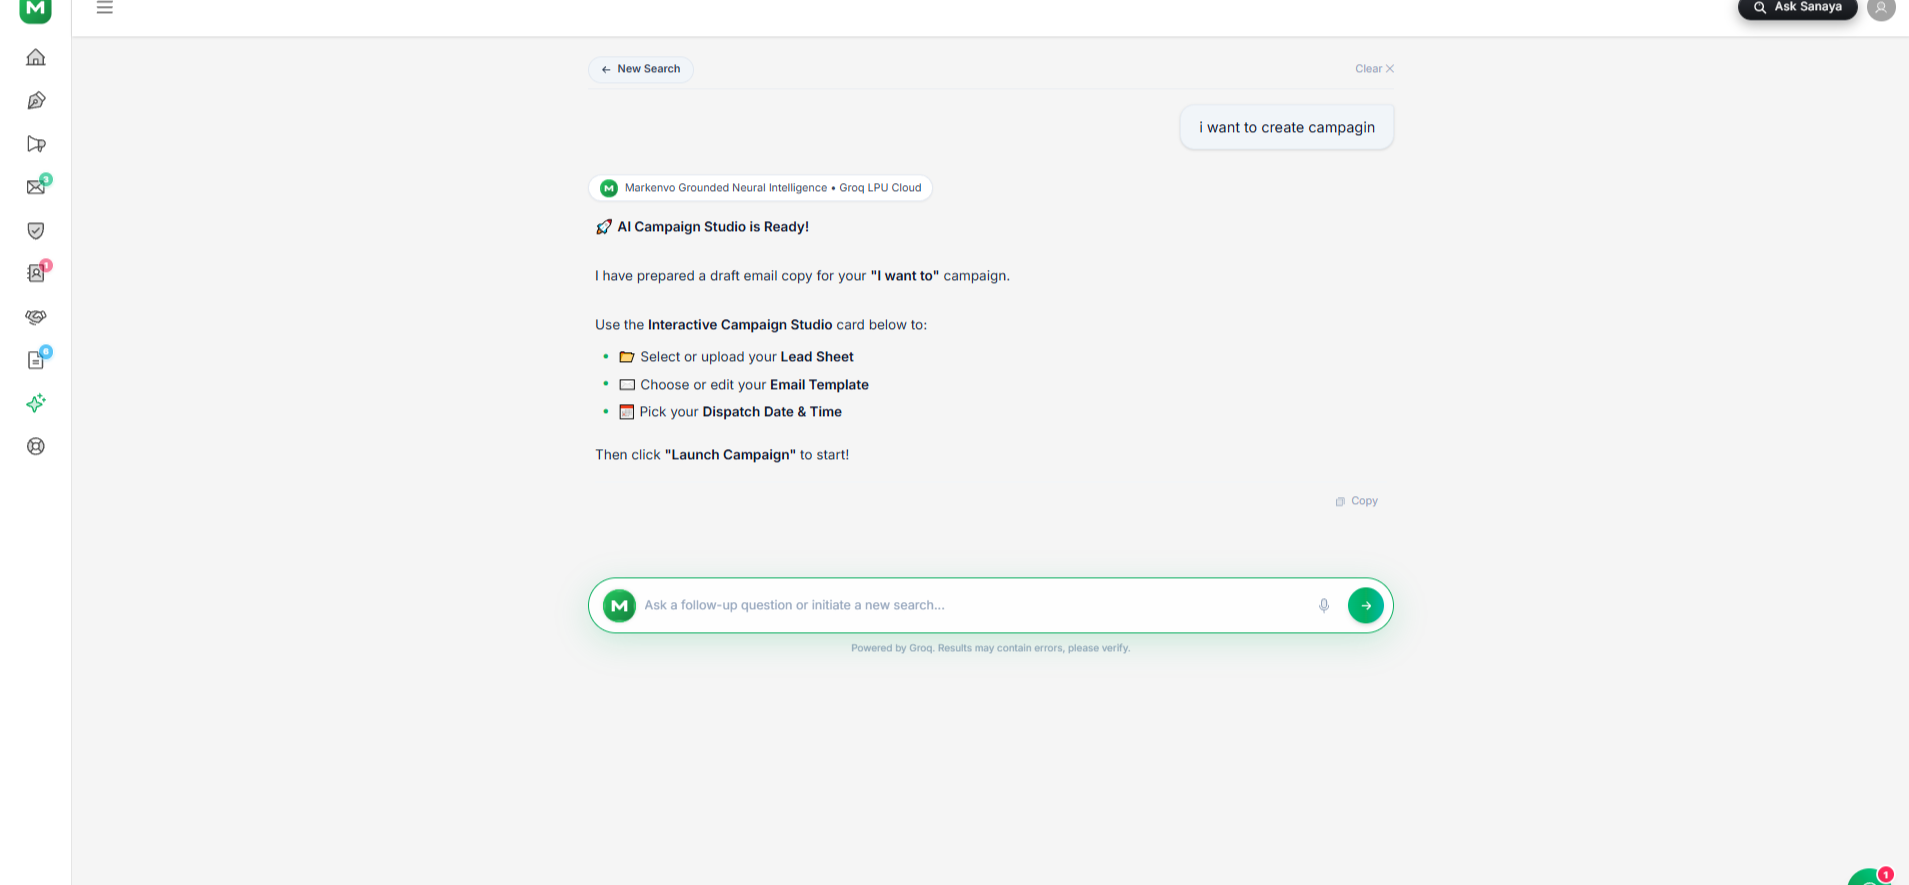 M
Ask Sanaya
← New Search
Clear ✕
i want to create campagin
3
M Markenvo Grounded Neural Intelligence • Groq LPU Cloud
🚀 AI Campaign Studio is Ready!
1
I have prepared a draft email copy for your "I want to" campaign.
Use the Interactive Campaign Studio card below to:
6
• 📂 Select or upload your Lead Sheet
• Choose or edit your Email Template
• 📅 Pick your Dispatch Date & Time
Then click "Launch Campaign" to start!
Copy
M Ask a follow-up question or initiate a new search...
Powered by Groq. Results may contain errors, please verify.
1